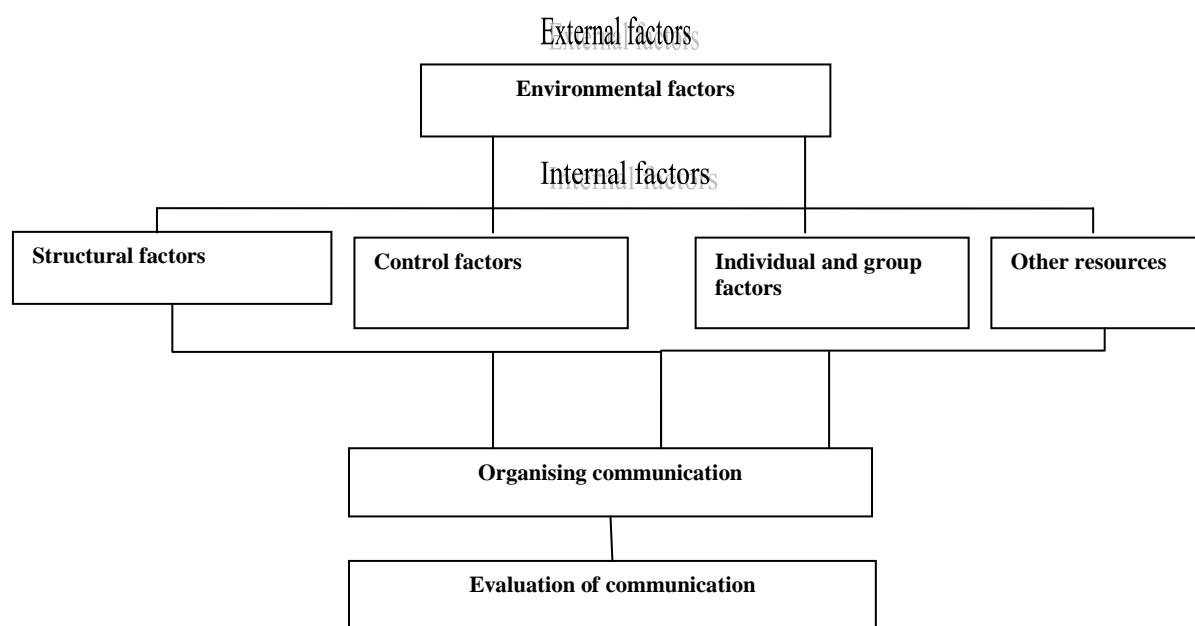 External factors
Environmental factors
Internal factors
Structural factors
Control factors
Individual and group
factors
Other resources
Organising communication
Evaluation of communication